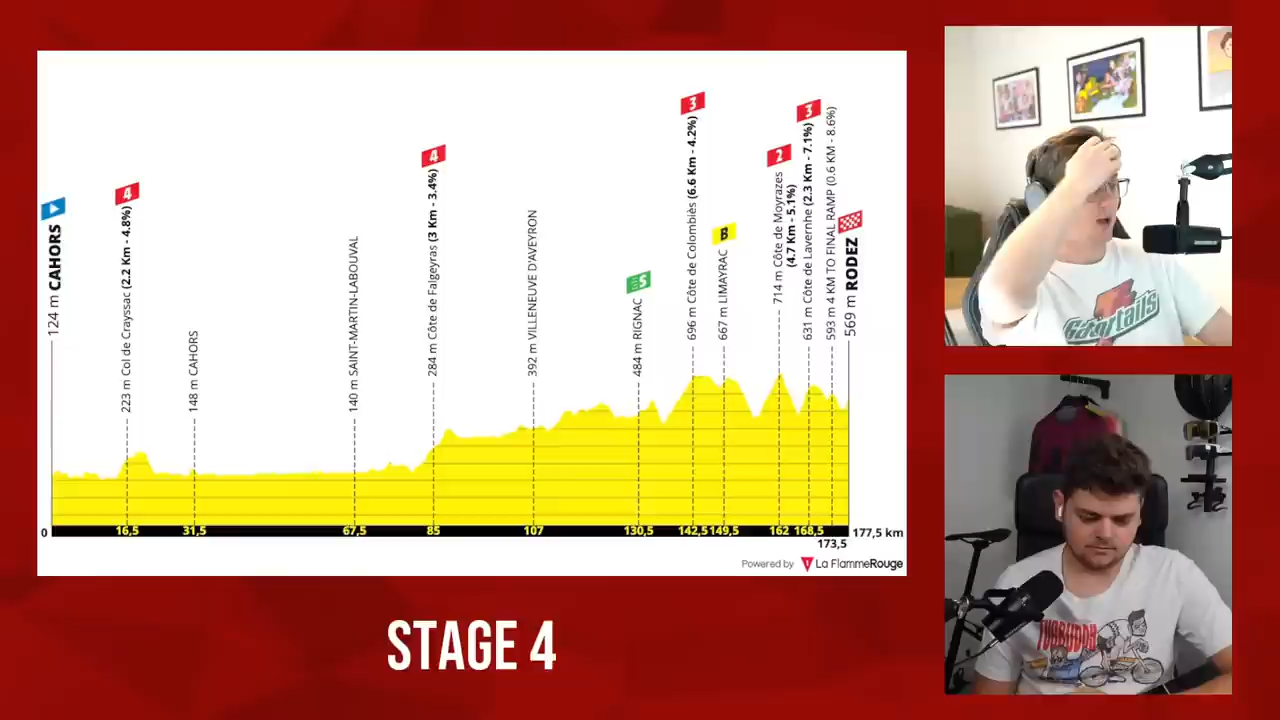 124 m CAHORS
4
223 m Col de Crayssac (2.2 Km - 4.8%)
148 m CAHORS
140 m SAINT-MARTIN-LABOUVAL
4
284 m Côte de Falgeyras (3 Km - 3.4%)
392 m VILLENEUVE D'AVEYRON
S
484 m RIGNAC
3
696 m Côte de Colombiès (6.6 Km - 4.2%)
B
667 m LIMAYRAC
2
714 m Côte de Moyrazes
(4.7 Km - 5.1%)
3
631 m Côte de Lavernhe (2.3 Km - 7.1%)
593 m 4 KM TO FINAL RAMP (0.6 KM - 8.6%)
569 m RODEZ
0 16,5 31,5 67,5 85 107 130,5 142,5 149,5 162 168,5 177,5 km
173,5
Powered by La FlammeRouge
STAGE 4
Gatortails